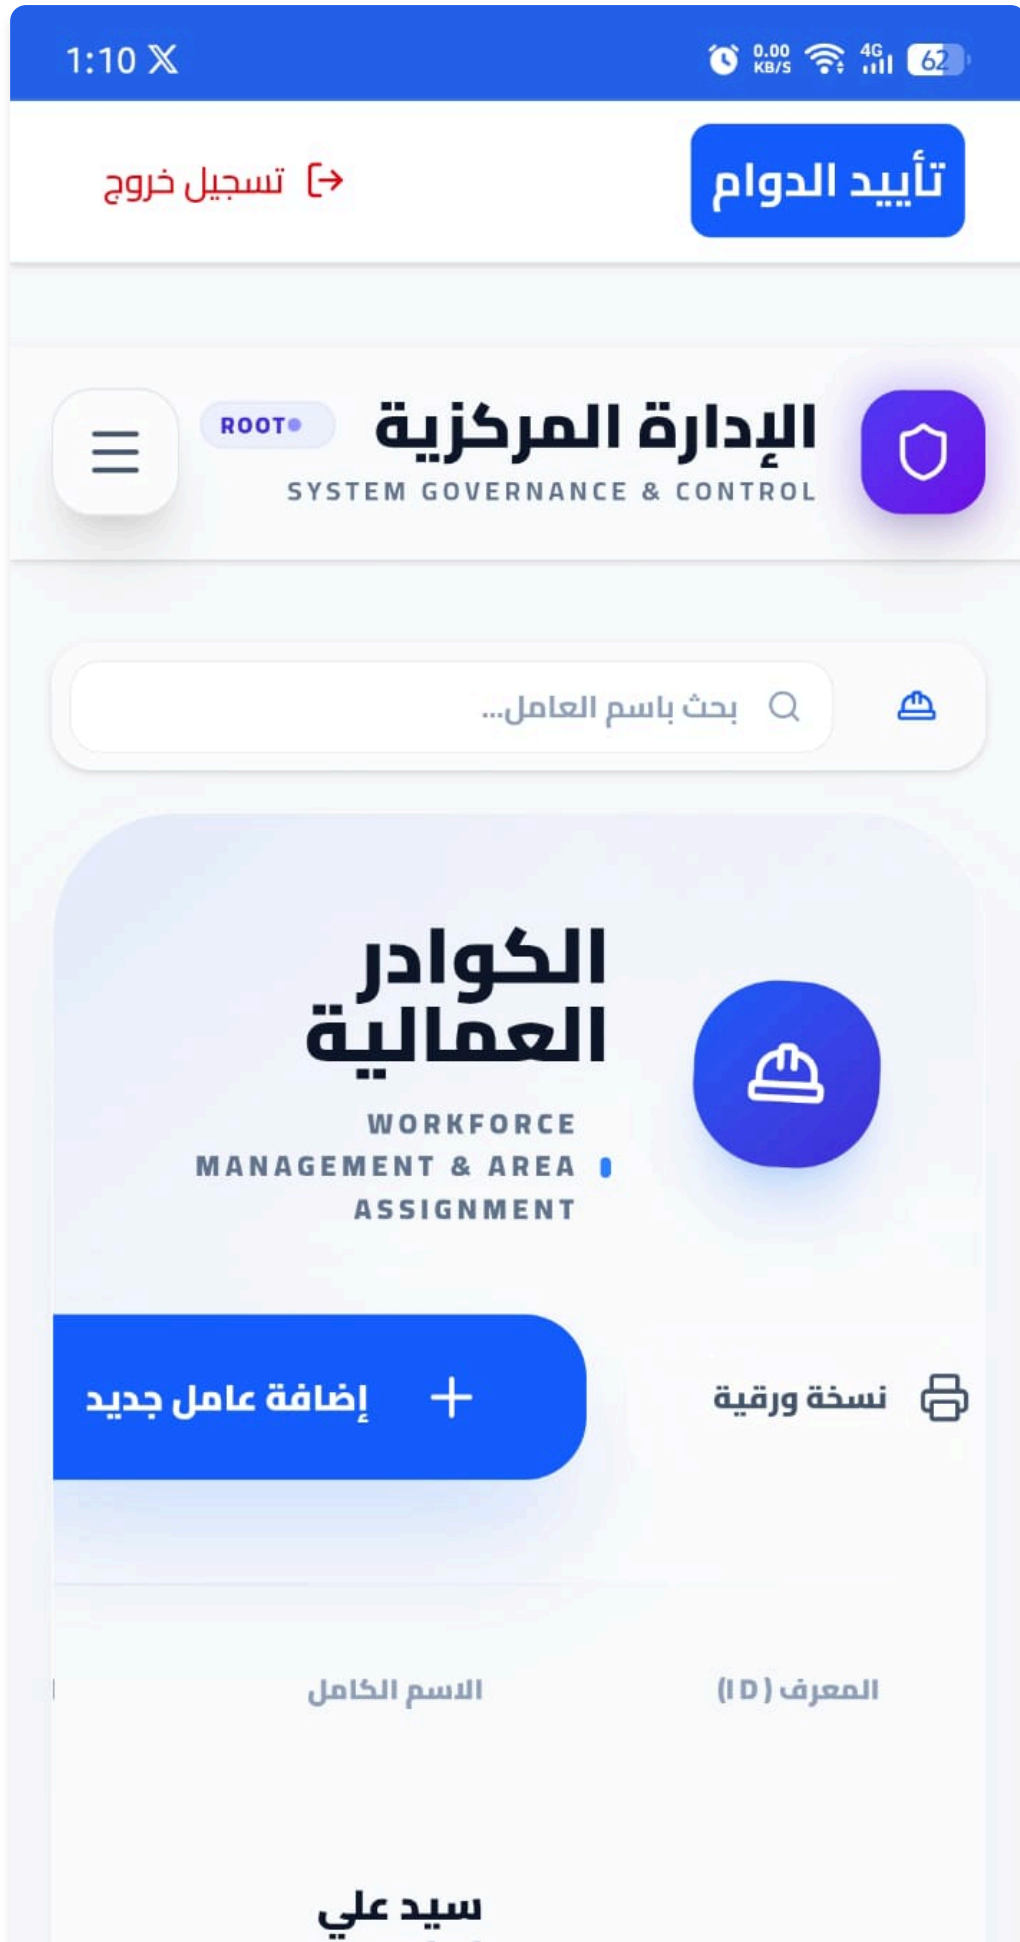 1:10
0.00 KB/S 4G 62
تأييد الدوام
تسجيل خروج
الإدارة المركزية ROOT
SYSTEM GOVERNANCE & CONTROL
بحث باسم العامل...
الكوادر
العمالية
WORKFORCE
MANAGEMENT & AREA
ASSIGNMENT
نسخة ورقية
إضافة عامل جديد
المعرف (ID) الاسم الكامل
سيد علي